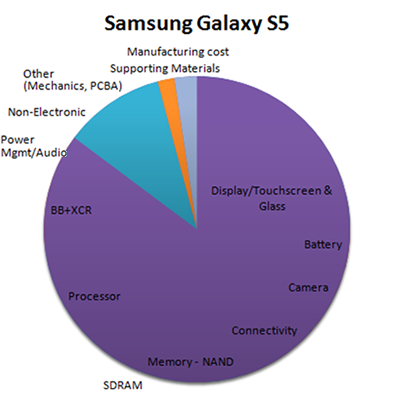 Samsung Galaxy S5
Manufacturing cost
Supporting Materials
Other
(Mechanics, PCBA)
Non-Electronic
Power
Mgmt/Audio
BB+XCR
Processor
SDRAM
Memory - NAND
Connectivity
Camera
Battery
Display/Touchscreen &
Glass